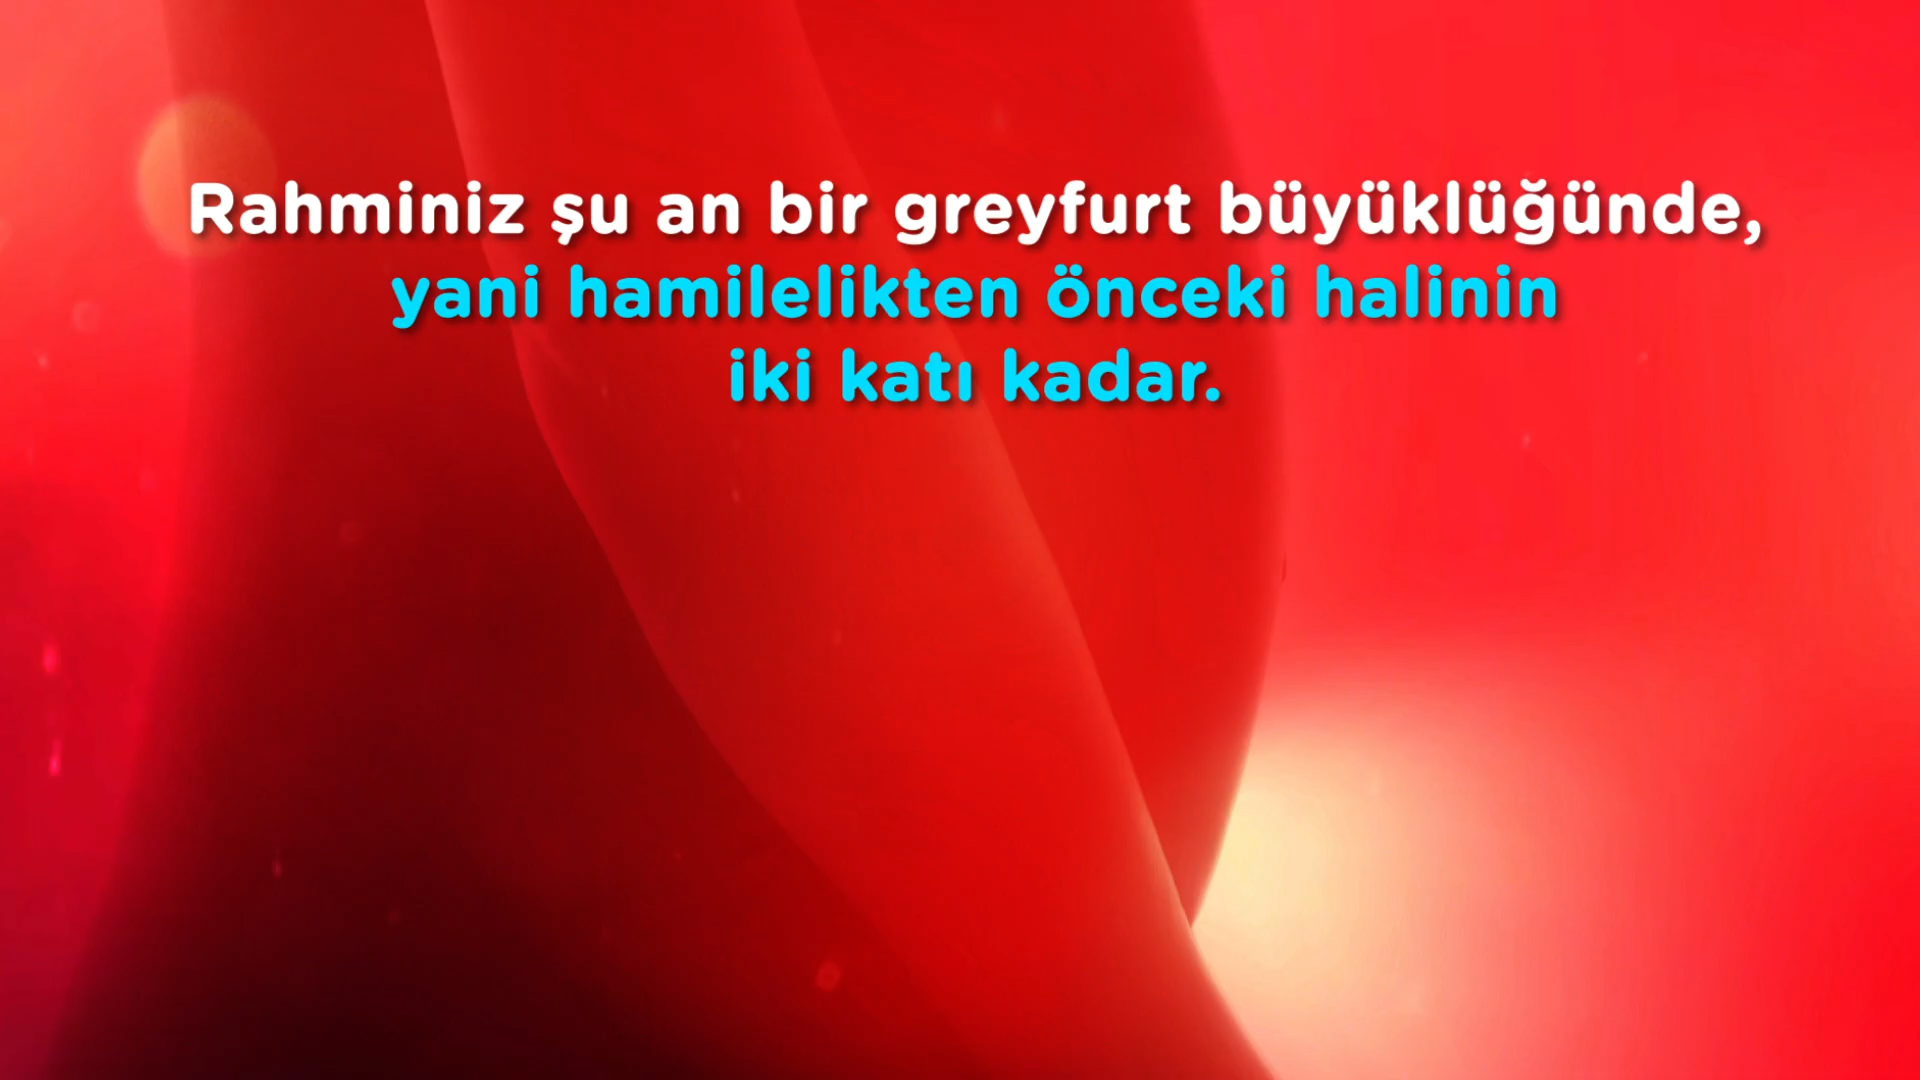 Rahminiz şu an bir greyfurt büyüklüğünde,
yani hamilelikten önceki halinin
iki katı kadar.